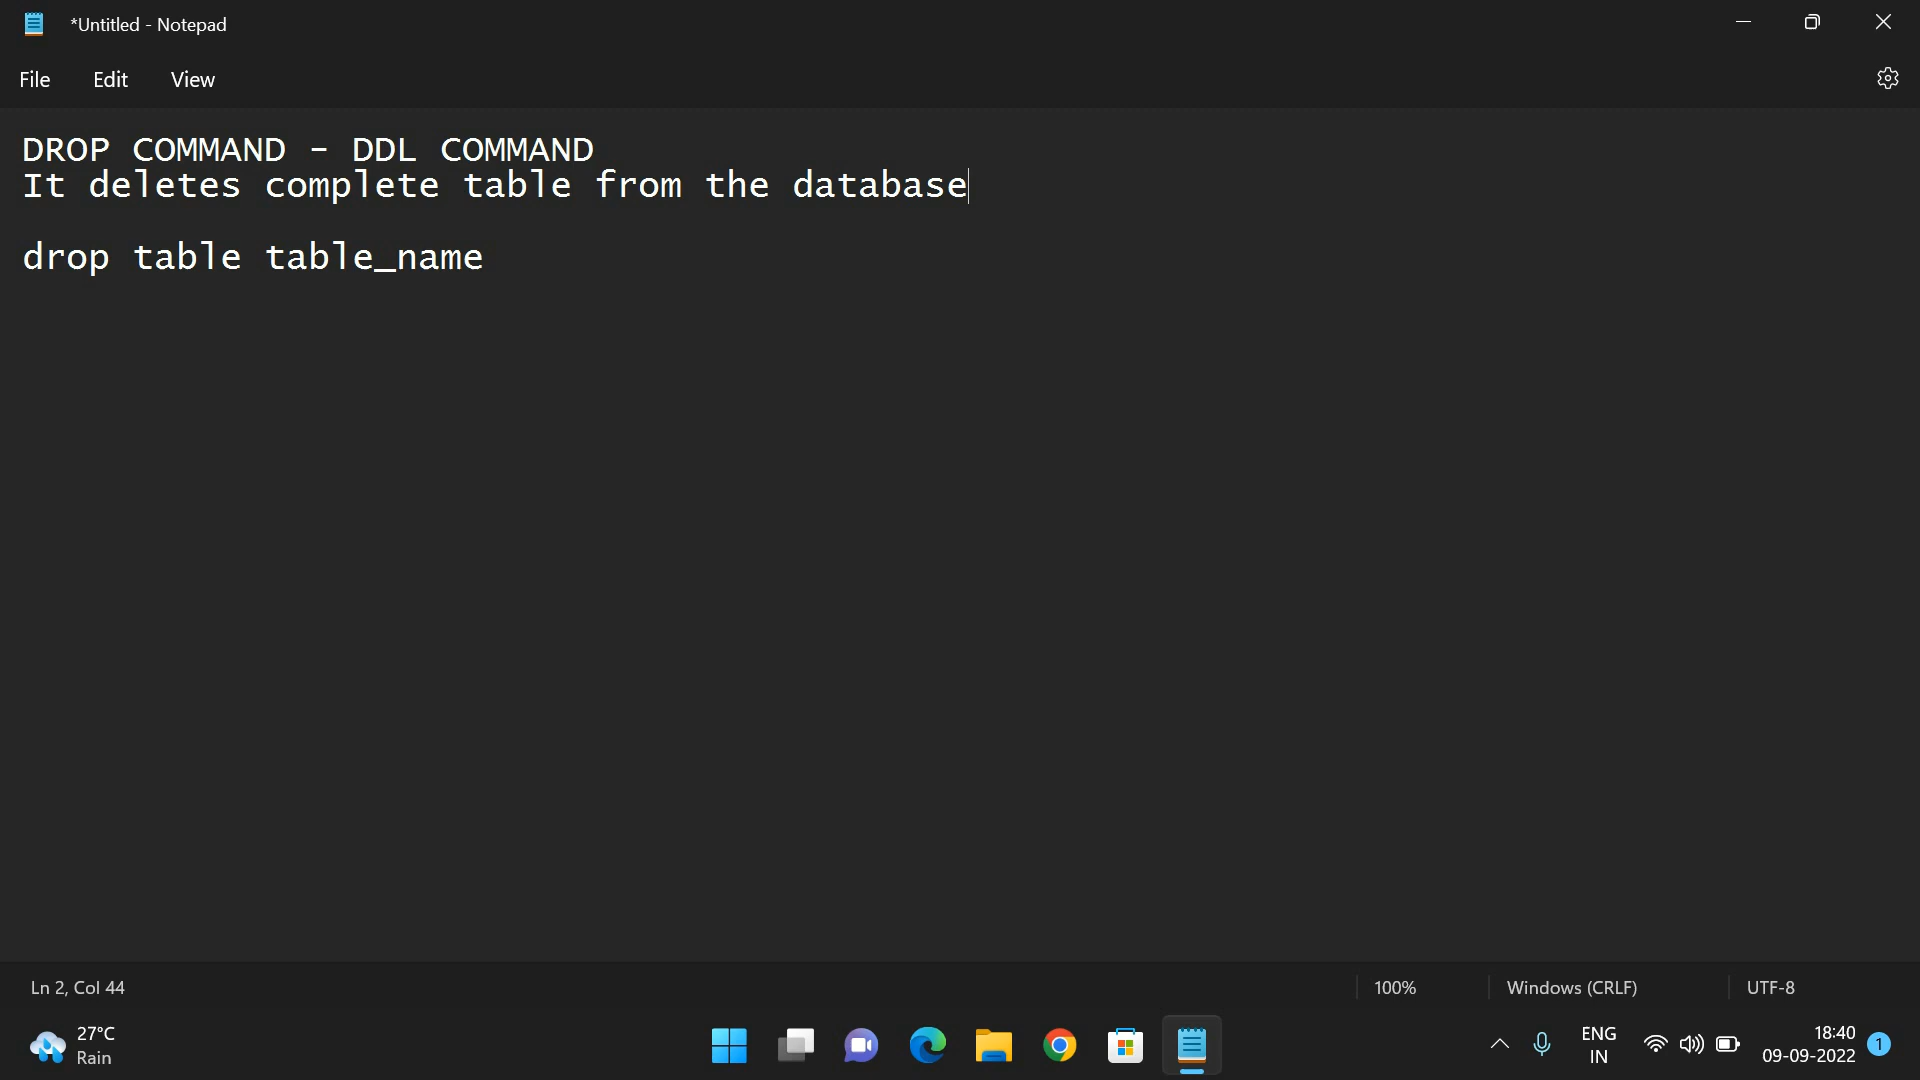 *Untitled - Notepad
File Edit View
DROP COMMAND - DDL COMMAND
It deletes complete table from the database
drop table table_name
Ln 2, Col 44
100%
Windows (CRLF)
UTF-8
27°C
Rain
ENG
IN
18:40
09-09-2022
1